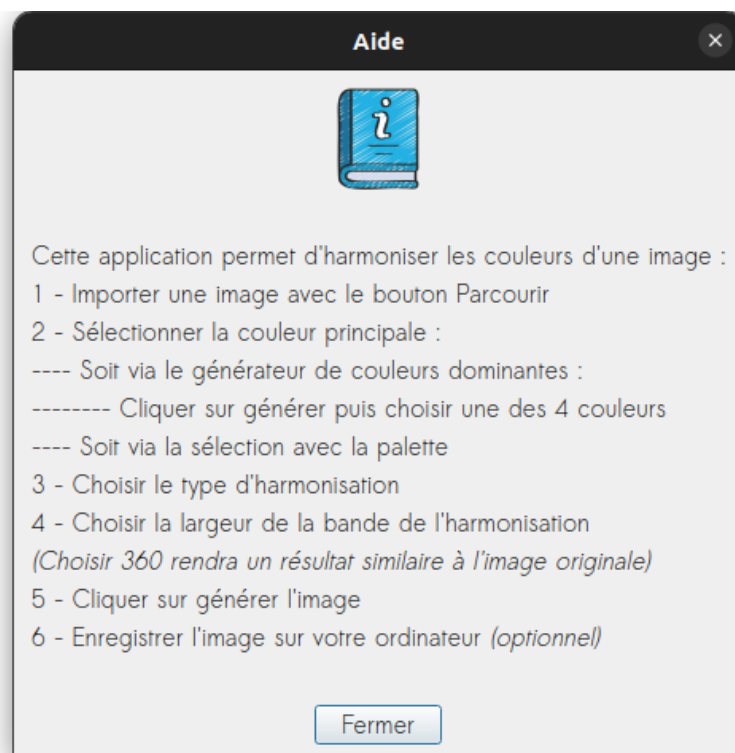 Aide
i
Cette application permet d'harmoniser les couleurs d'une image :
1 - Importer une image avec le bouton Parcourir
2 - Sélectionner la couleur principale :
---- Soit via le générateur de couleurs dominantes :
-------- Cliquer sur générer puis choisir une des 4 couleurs
---- Soit via la sélection avec la palette
3 - Choisir le type d'harmonisation
4 - Choisir la largeur de la bande de l'harmonisation
(Choisir 360 rendra un résultat similaire à l'image originale)
5 - Cliquer sur générer l'image
6 - Enregistrer l'image sur votre ordinateur (optionnel)
Fermer